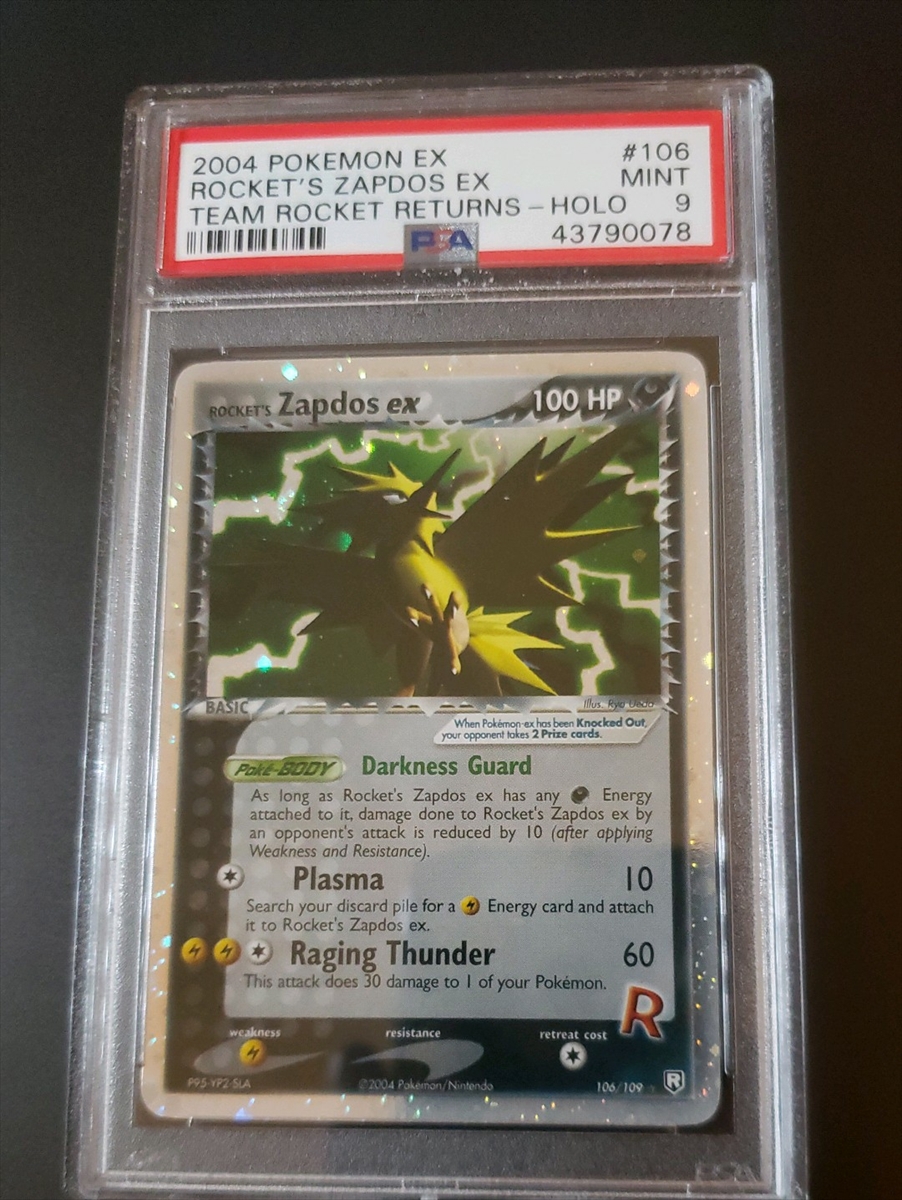 2004 POKEMON EX #106
ROCKET'S ZAPDOS EX MINT
TEAM ROCKET RETURNS - HOLO 9
PSA 43790078
ROCKET'S Zapdos ex 100 HP
BASIC Illus. Ryo Ueda
When Pokémon-ex has been Knocked Out,
your opponent takes 2 Prize cards.
Poké-BODY Darkness Guard
As long as Rocket's Zapdos ex has any Energy
attached to it, damage done to Rocket's Zapdos ex by
an opponent's attack is reduced by 10 (after applying
Weakness and Resistance).
Plasma 10
Search your discard pile for a Energy card and attach
it to Rocket's Zapdos ex.
Raging Thunder 60
This attack does 30 damage to 1 of your Pokémon.
R
weakness resistance retreat cost
P95-YP2-5LA ©2004 Pokémon/Nintendo 106/109 R
PSA